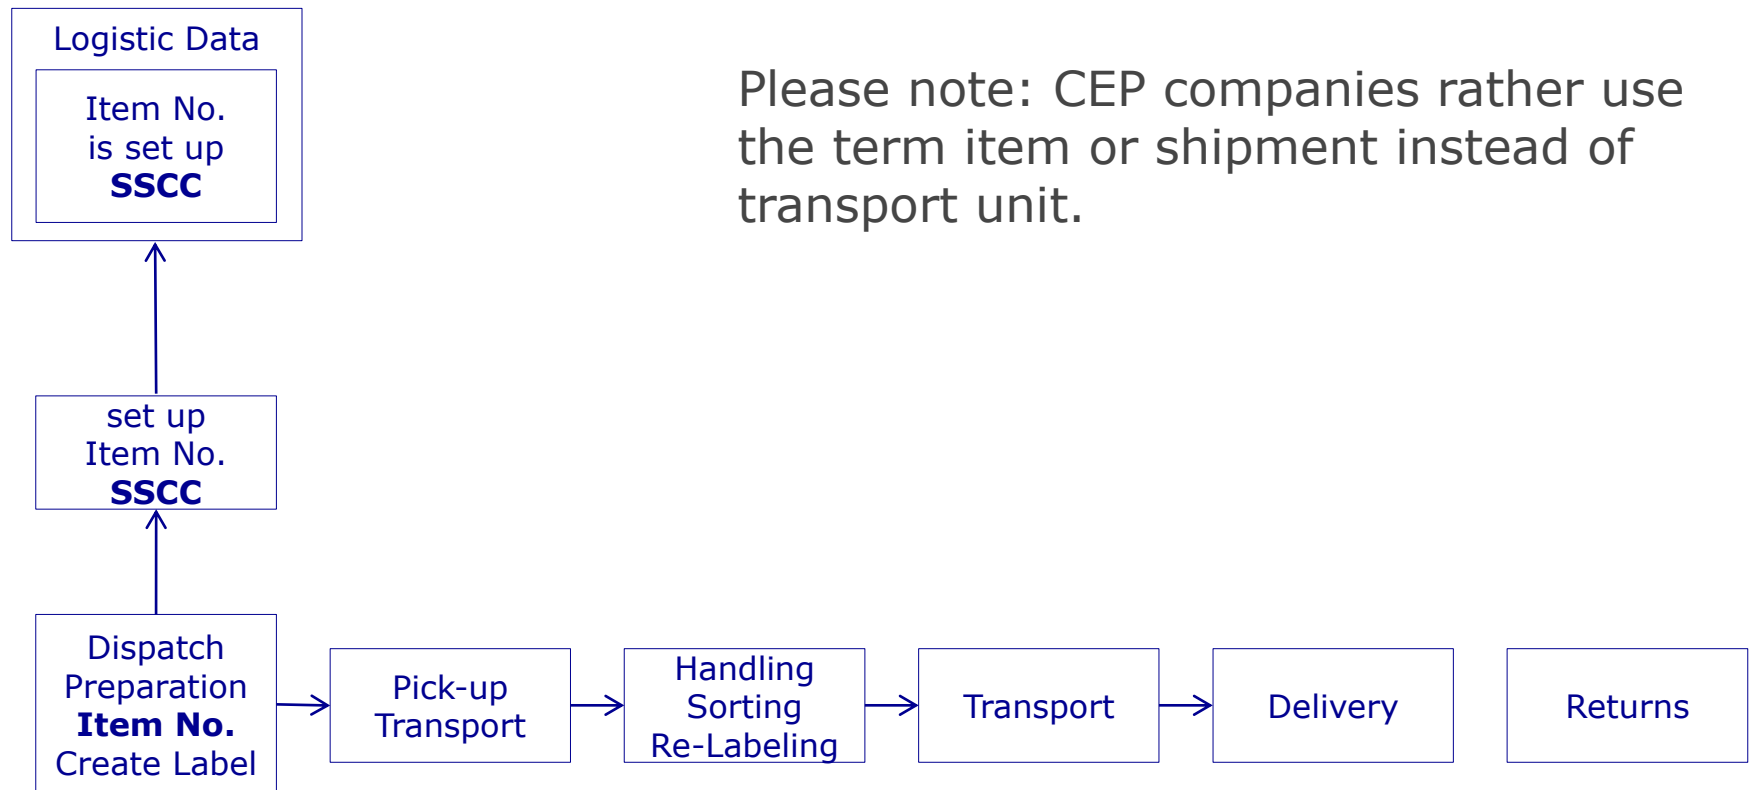 Logistic Data
Item No.
is set up
SSCC
Please note: CEP companies rather use
the term item or shipment instead of
transport unit.
set up
Item No.
SSCC
Dispatch
Preparation
Item No.
Create Label
Pick-up
Transport
Handling
Sorting
Re-Labeling
Transport
Delivery
Returns